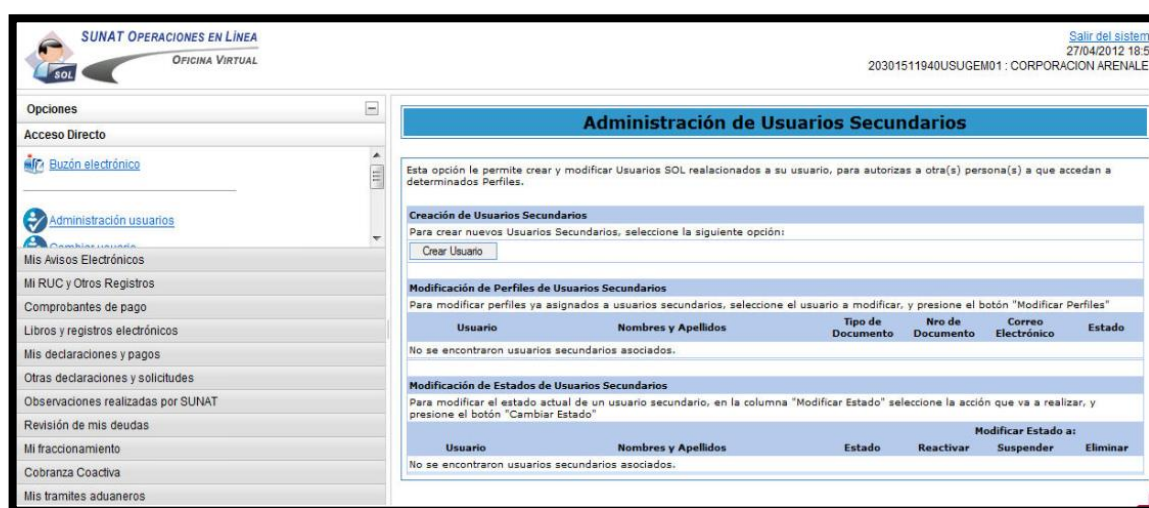 SUNAT OPERACIONES EN LÍNEA
OFICINA VIRTUAL
SOL
Salir del sistem
27/04/2012 18:5
20301511940USUGEM01 : CORPORACION ARENALE
Opciones
Acceso Directo
Buzón electrónico
Administración usuarios
Cambiar usuario
Mis Avisos Electrónicos
Mi RUC y Otros Registros
Comprobantes de pago
Libros y registros electrónicos
Mis declaraciones y pagos
Otras declaraciones y solicitudes
Observaciones realizadas por SUNAT
Revisión de mis deudas
Mi fraccionamiento
Cobranza Coactiva
Mis tramites aduaneros
Administración de Usuarios Secundarios
Esta opción le permite crear y modificar Usuarios SOL realacionados a su usuario, para autorizas a otra(s) persona(s) a que accedan a
determinados Perfiles.
Creación de Usuarios Secundarios
Para crear nuevos Usuarios Secundarios, seleccione la siguiente opción:
Crear Usuario
Modificación de Perfiles de Usuarios Secundarios
Para modificar perfiles ya asignados a usuarios secundarios, seleccione el usuario a modificar, y presione el botón "Modificar Perfiles"
Usuario Nombres y Apellidos Tipo de Documento Nro de Documento Correo Electrónico Estado
No se encontraron usuarios secundarios asociados.
Modificación de Estados de Usuarios Secundarios
Para modificar el estado actual de un usuario secundario, en la columna "Modificar Estado" seleccione la acción que va a realizar, y
presione el botón "Cambiar Estado"
Modificar Estado a:
Usuario Nombres y Apellidos Estado Reactivar Suspender Eliminar
No se encontraron usuarios secundarios asociados.